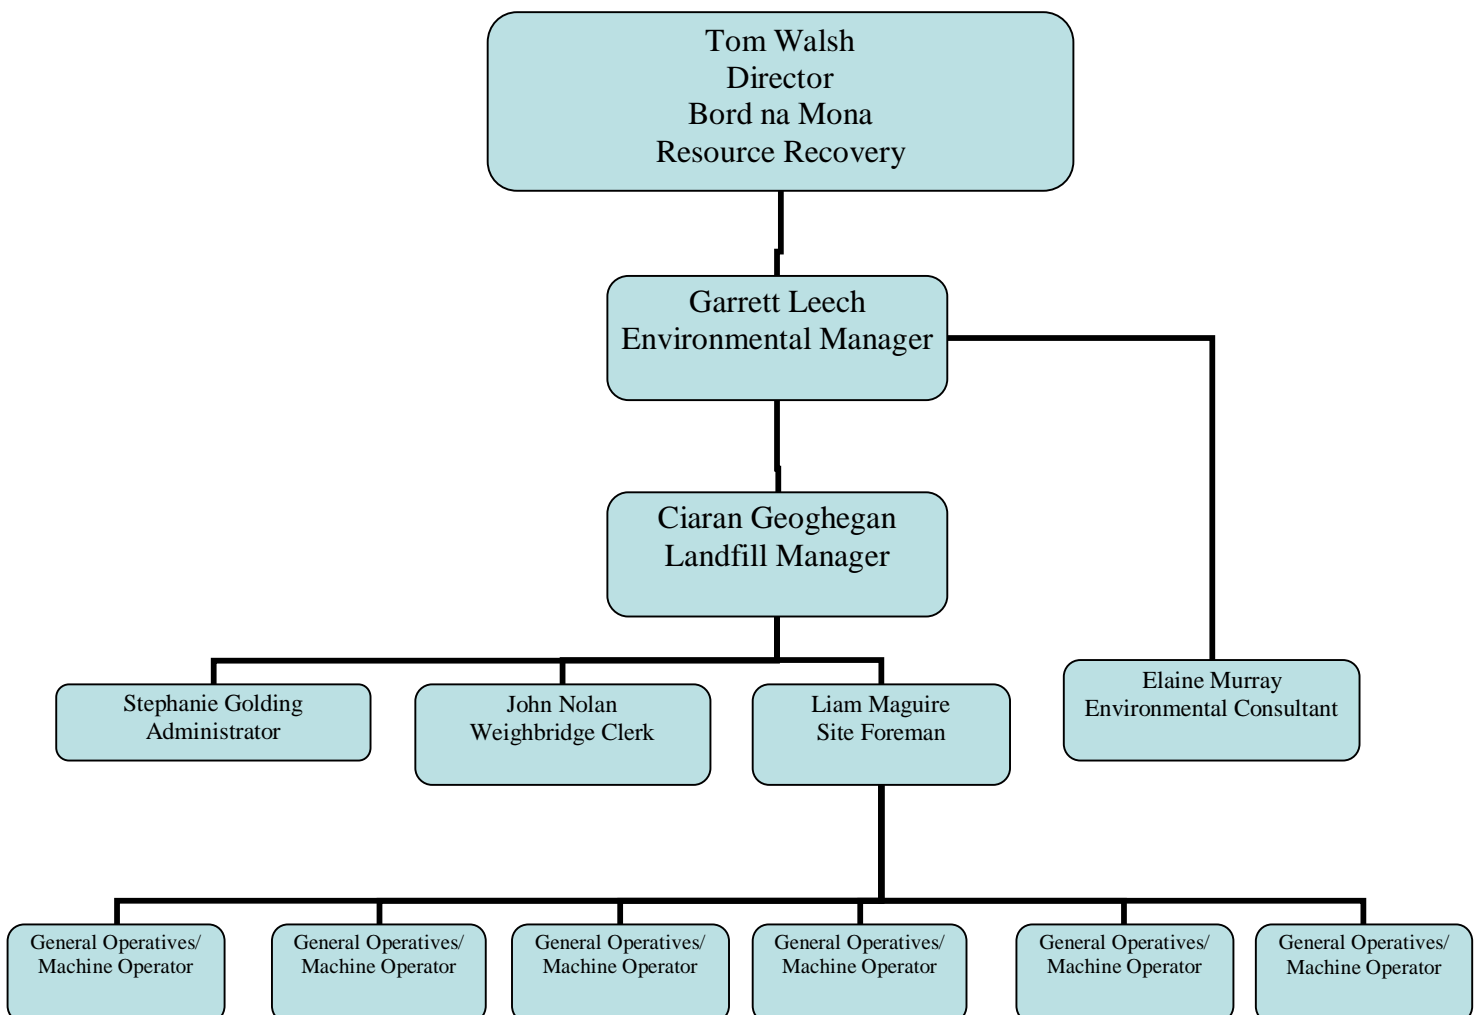 Tom Walsh
Director
Bord na Mona
Resource Recovery
Garrett Leech
Environmental Manager
Ciaran Geoghegan
Landfill Manager
Stephanie Golding
Administrator
John Nolan
Weighbridge Clerk
Liam Maguire
Site Foreman
Elaine Murray
Environmental Consultant
General Operatives/
Machine Operator
General Operatives/
Machine Operator
General Operatives/
Machine Operator
General Operatives/
Machine Operator
General Operatives/
Machine Operator
General Operatives/
Machine Operator